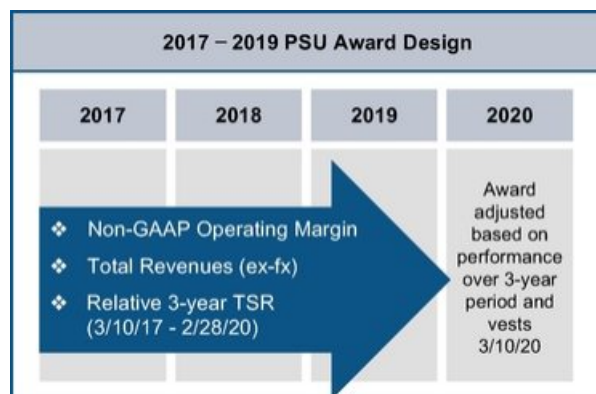 2017 – 2019 PSU Award Design
2017
2018
2019
2020
❖ Non-GAAP Operating Margin
❖ Total Revenues (ex-fx)
❖ Relative 3-year TSR
(3/10/17 - 2/28/20)
Award
adjusted
based on
performance
over 3-year
period and
vests
3/10/20